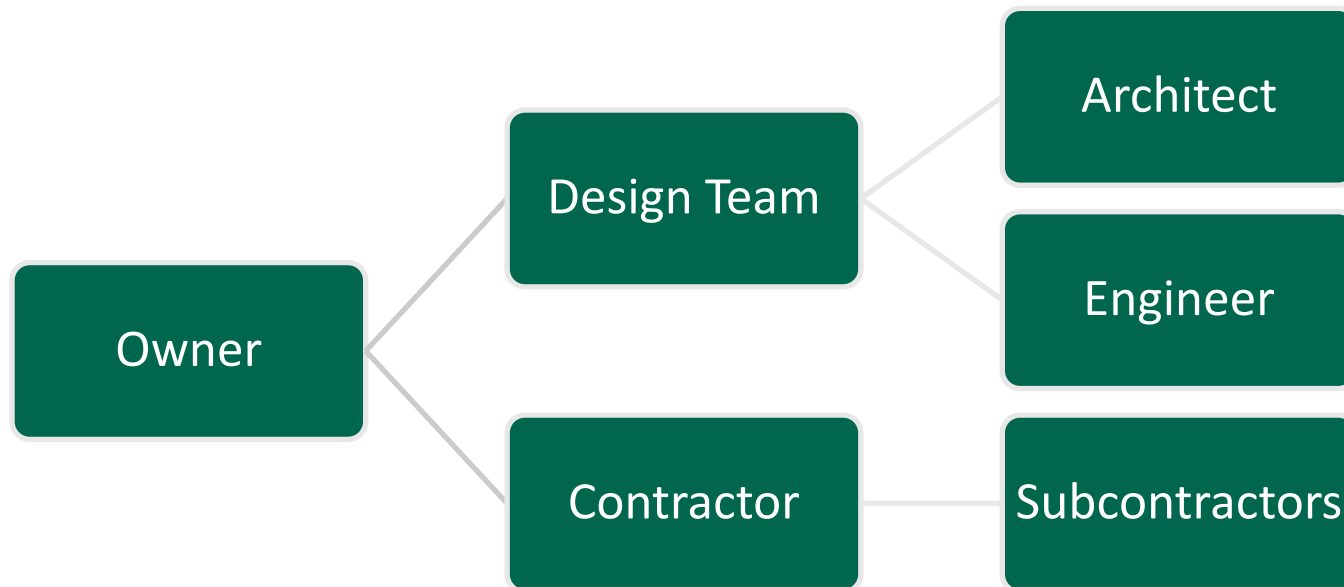 Owner
Design Team
Contractor
Architect
Engineer
Subcontractors